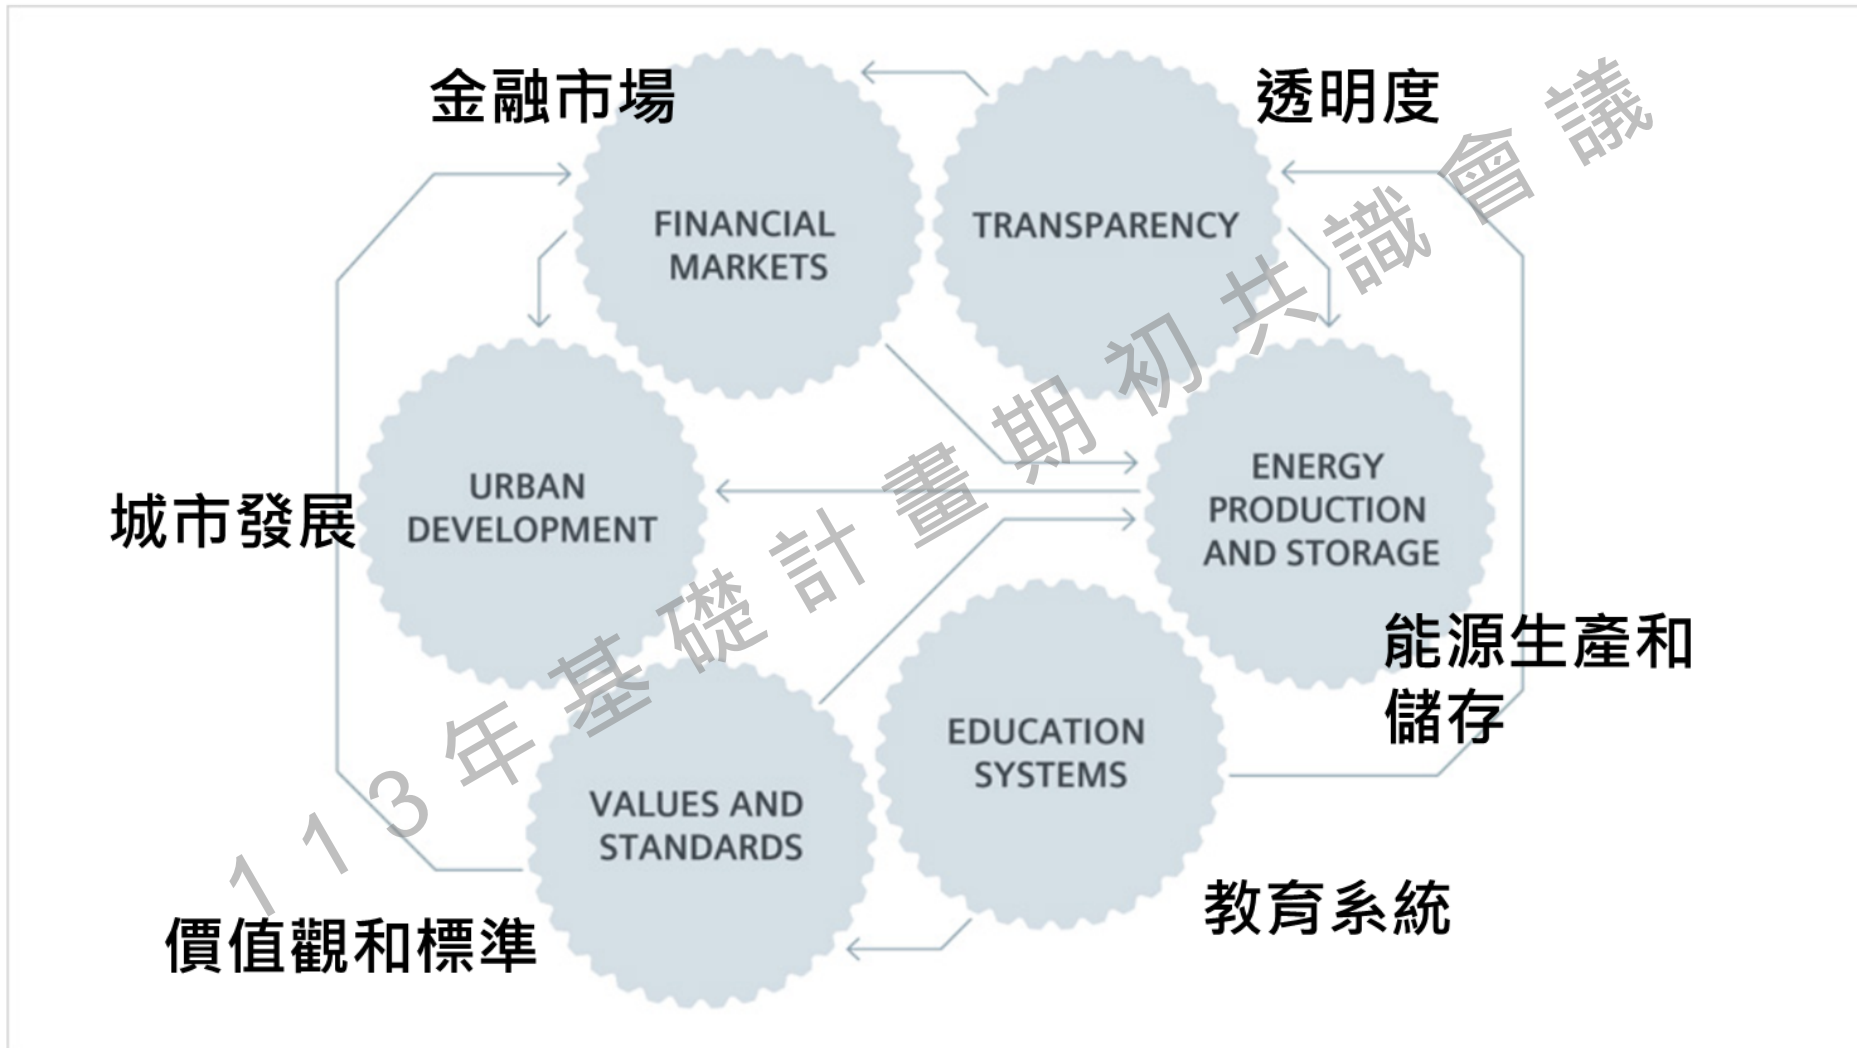 金融市場
透明度
FINANCIAL
MARKETS
TRANSPARENCY
城市發展
URBAN
DEVELOPMENT
ENERGY
PRODUCTION
AND STORAGE
能源生產和
儲存
VALUES AND
STANDARDS
EDUCATION
SYSTEMS
價值觀和標準
教育系統
113年基礎計畫期初共識會議